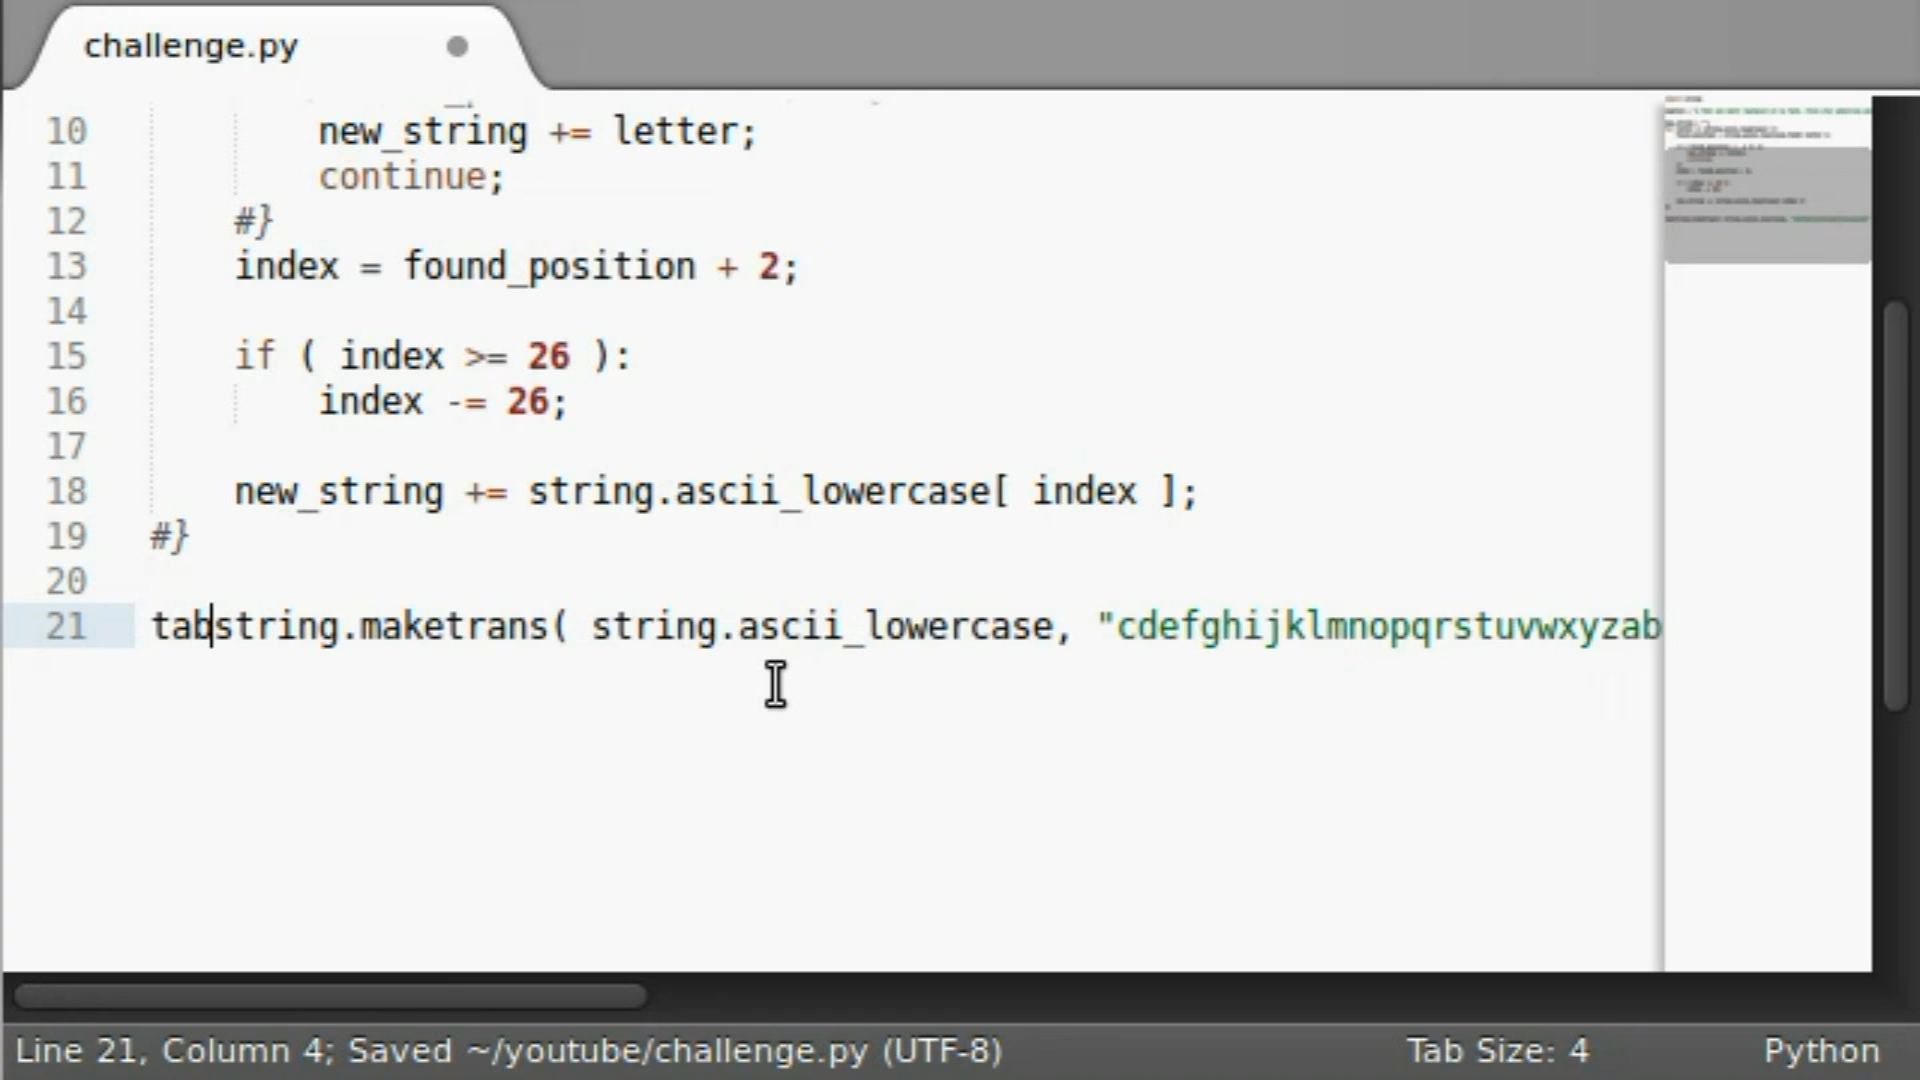 challenge.py
10 new_string += letter;
11 continue;
12 #}
13 index = found_position + 2;
14
15 if ( index >= 26 ):
16 index -= 26;
17
18 new_string += string.ascii_lowercase[ index ];
19 #}
20
21 tabstring.maketrans( string.ascii_lowercase, "cdefghijklmnopqrstuvwxyzab
Line 21, Column 4; Saved ~/youtube/challenge.py (UTF-8) Tab Size: 4 Python